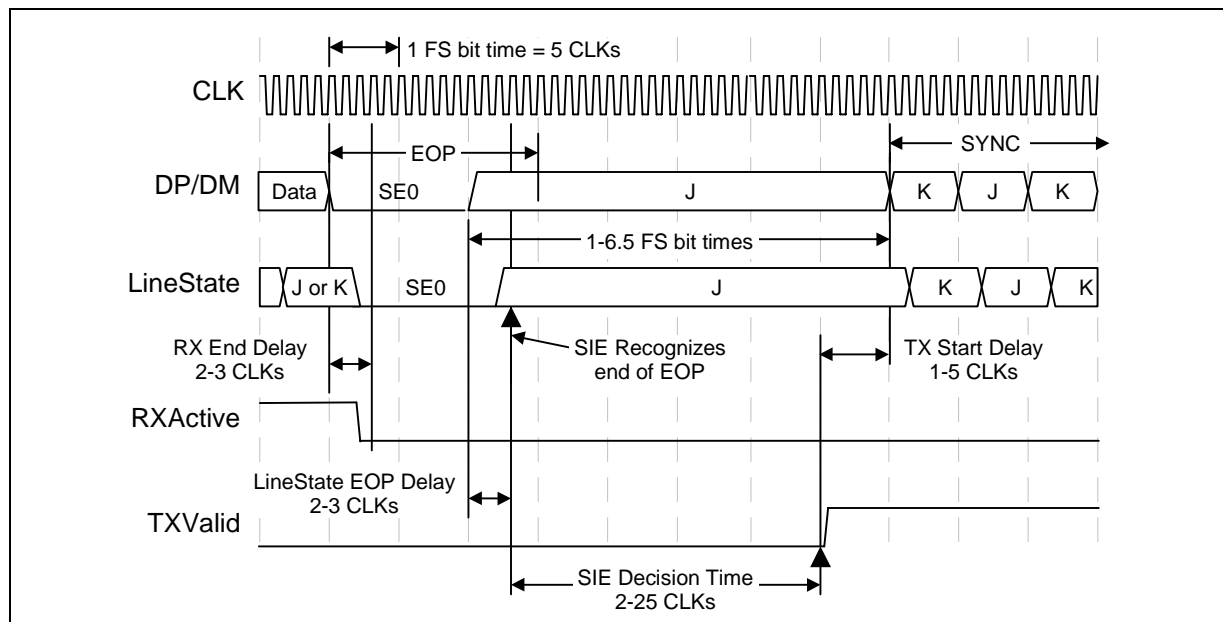 1 FS bit time = 5 CLKs
CLK
EOP
SYNC
DP/DM
Data
SE0
J
K
J
K
1-6.5 FS bit times
LineState
J or K
SE0
J
K
J
K
RX End Delay
2-3 CLKs
SIE Recognizes
end of EOP
TX Start Delay
1-5 CLKs
RXActive
LineState EOP Delay
2-3 CLKs
TXValid
SIE Decision Time
2-25 CLKs